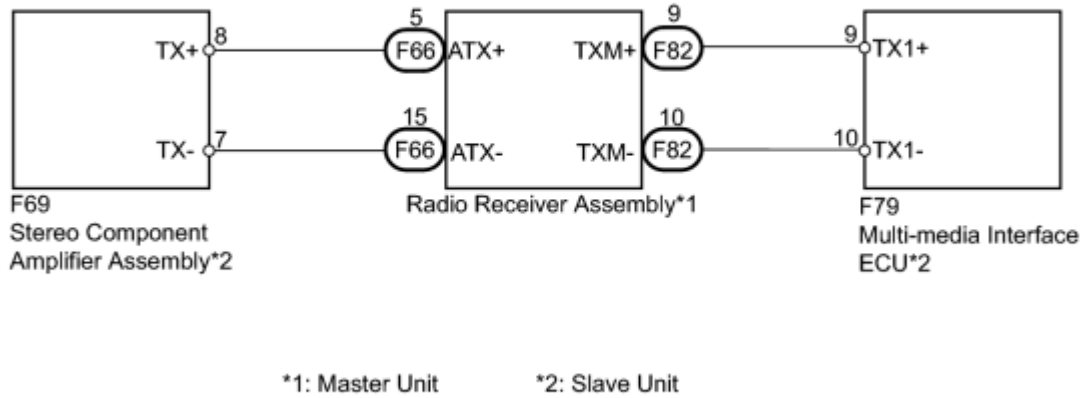 5
9
TX+
8
F66
ATX+
TXM+
F82
9
TX1+
15
10
TX-
7
F66
ATX-
TXM-
F82
10
TX1-
F69
Stereo Component
Amplifier Assembly*2
Radio Receiver Assembly*1
F79
Multi-media Interface
ECU*2
*1: Master Unit
*2: Slave Unit